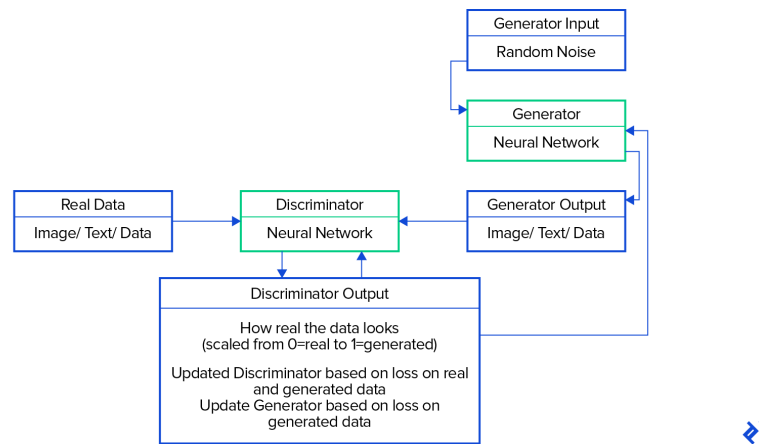 Generator Input
Random Noise
Generator
Neural Network
Real Data
Image/ Text/ Data
Discriminator
Neural Network
Generator Output
Image/ Text/ Data
Discriminator Output
How real the data looks
(scaled from 0=real to 1=generated)
Updated Discriminator based on loss on real
and generated data
Update Generator based on loss on
generated data